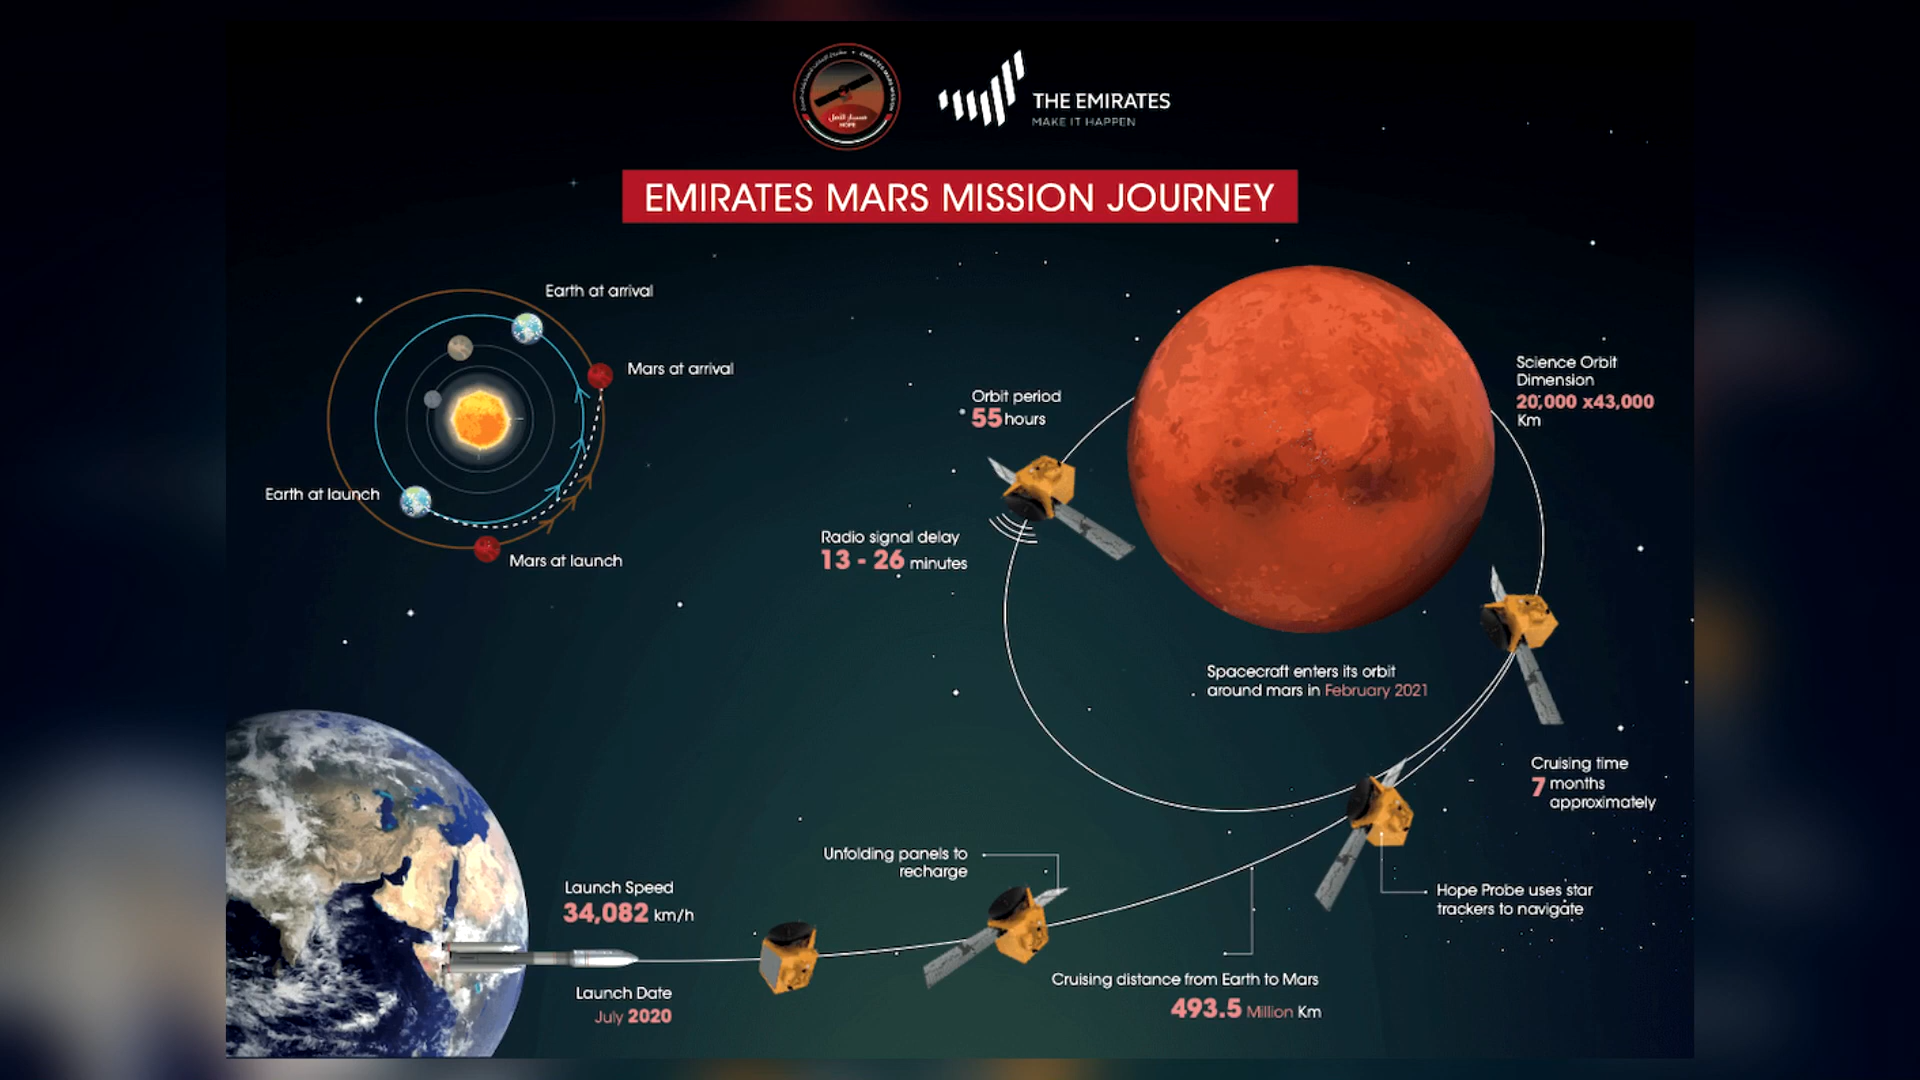 EMIRATES MARS MISSION
HOPE
THE EMIRATES
MAKE IT HAPPEN
EMIRATES MARS MISSION JOURNEY
Earth at arrival
Mars at arrival
Earth at launch
Mars at launch
Orbit period
55 hours
Science Orbit
Dimension
20,000 x43,000
Km
Radio signal delay
13 - 26 minutes
Spacecraft enters its orbit
around mars in February 2021
Cruising time
7 months
approximately
Unfolding panels to
recharge
Hope Probe uses star
trackers to navigate
Launch Speed
34,082 km/h
Cruising distance from Earth to Mars
493.5 Million Km
Launch Date
July 2020